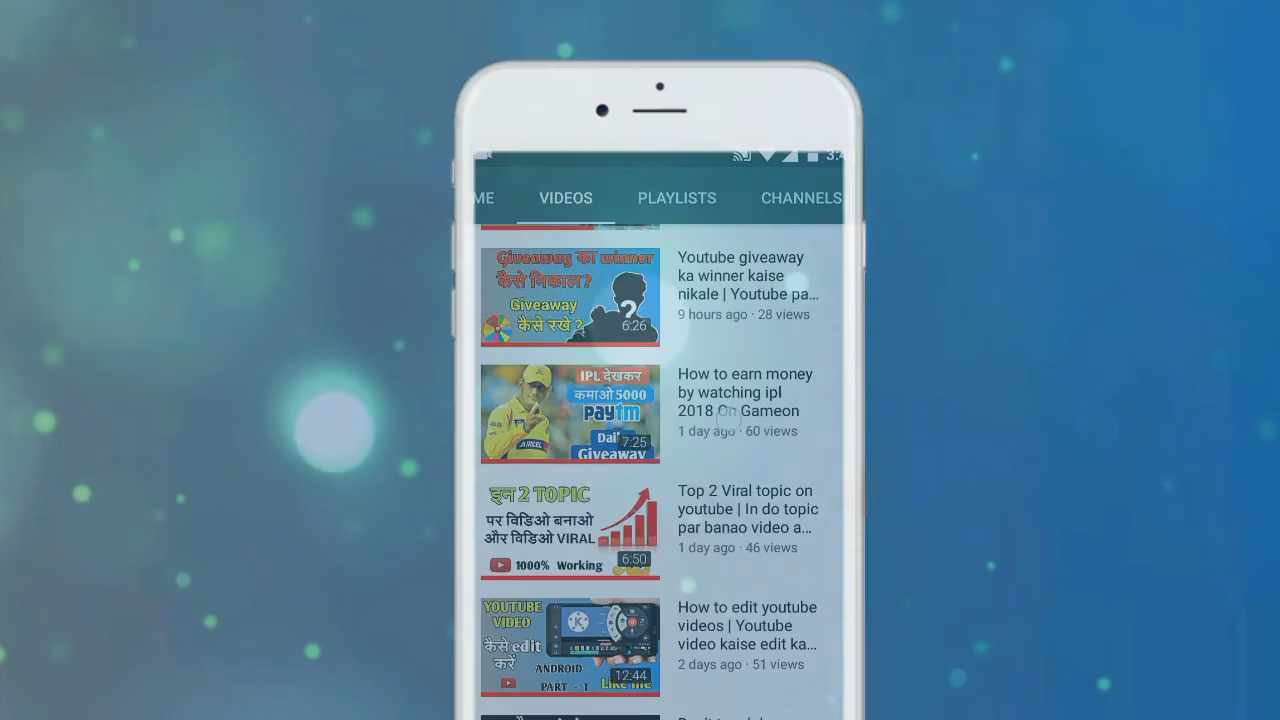 3:4
ME VIDEOS PLAYLISTS CHANNELS
Giveaway का winner
कैसे निकाल?
Giveaway
कैसे रखे ?
6:26
Youtube giveaway
ka winner kaise
nikale | Youtube pa...
9 hours ago · 28 views
IPL देखकर
कमाओ 5000
paytm
Dail
7:25
Giveaway
AIRCEL
How to earn money
by watching ipl
2018 On Gameon
1 day ago · 60 views
इन 2 TOPIC
पर विडिओ बनाओ
और विडिओ VIRAL
6:50
1000% Working
Top 2 Viral topic on
youtube | In do topic
par banao video a...
1 day ago · 46 views
YOUTUBE
VIDEO
कैसे edit
करें
K
ANDROID
PART - 1
12:44
Like me
How to edit youtube
videos | Youtube
video kaise edit ka...
2 days ago · 51 views